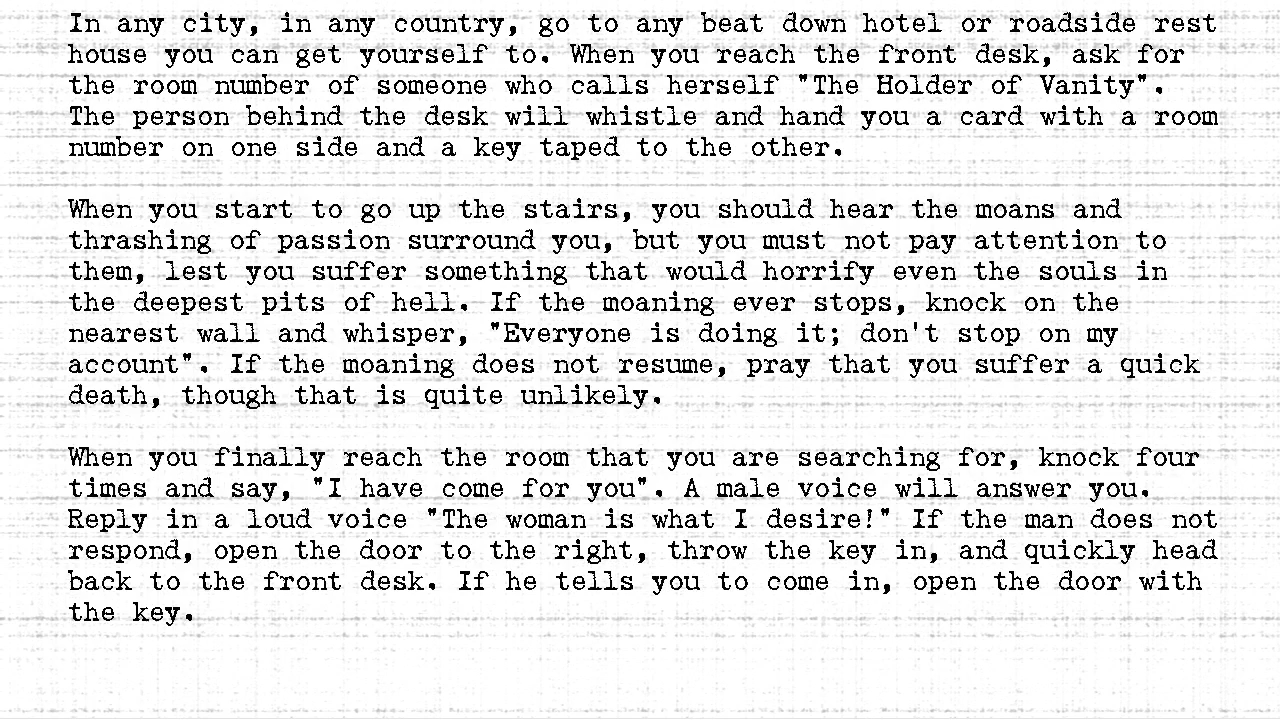 In any city, in any country, go to any beat down hotel or roadside rest
house you can get yourself to. When you reach the front desk, ask for
the room number of someone who calls herself "The Holder of Vanity".
The person behind the desk will whistle and hand you a card with a room
number on one side and a key taped to the other.

When you start to go up the stairs, you should hear the moans and
thrashing of passion surround you, but you must not pay attention to
them, lest you suffer something that would horrify even the souls in
the deepest pits of hell. If the moaning ever stops, knock on the
nearest wall and whisper, "Everyone is doing it; don't stop on my
account". If the moaning does not resume, pray that you suffer a quick
death, though that is quite unlikely.

When you finally reach the room that you are searching for, knock four
times and say, "I have come for you". A male voice will answer you.
Reply in a loud voice "The woman is what I desire!" If the man does not
respond, open the door to the right, throw the key in, and quickly head
back to the front desk. If he tells you to come in, open the door with
the key.